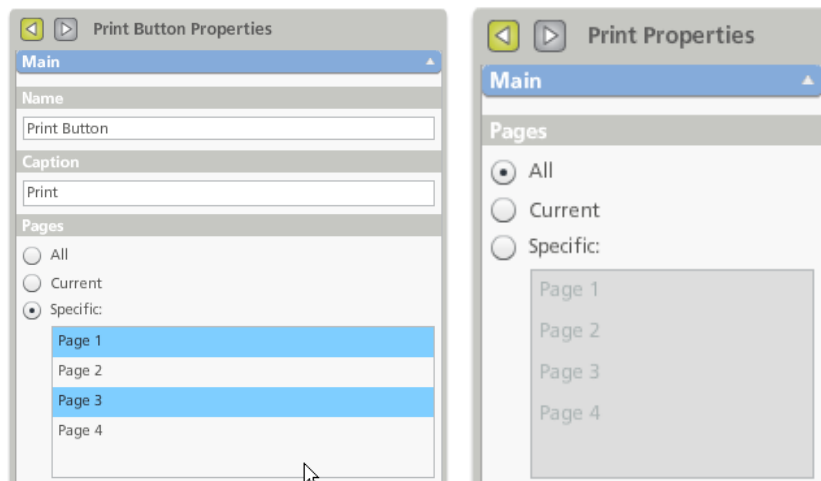 Print Button Properties
Main
Name
Print Button
Caption
Print
Pages
All
Current
Specific:
Page 1
Page 2
Page 3
Page 4
Print Properties
Main
Pages
All
Current
Specific:
Page 1
Page 2
Page 3
Page 4